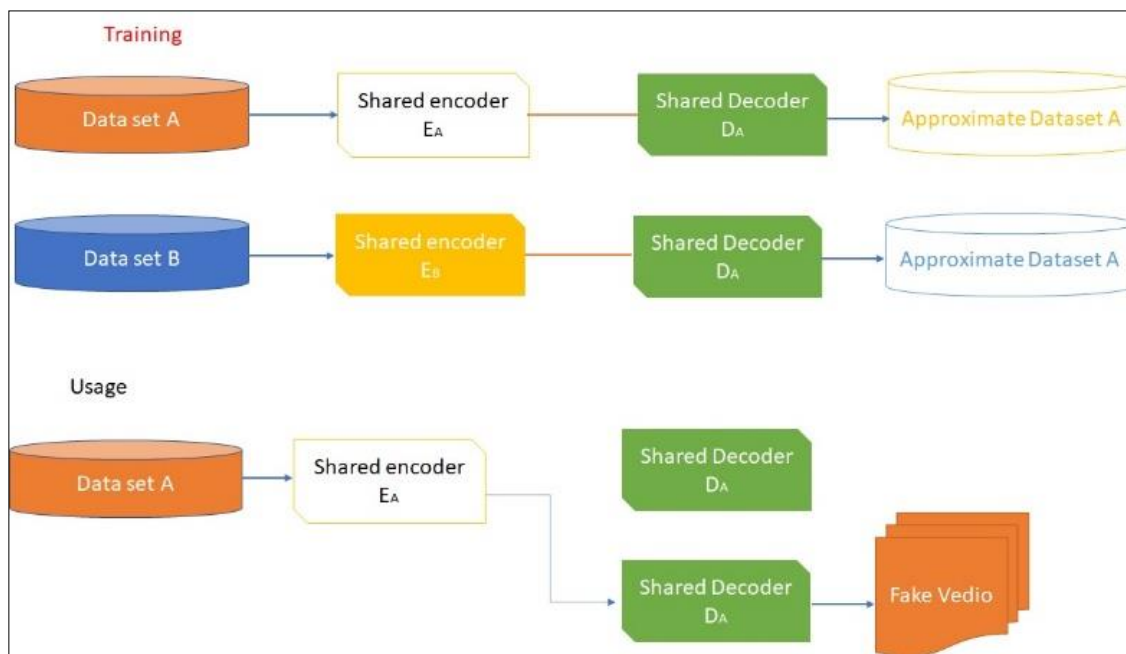 Training
Data set A
Shared encoder
EA
Shared Decoder
DA
Approximate Dataset A
Data set B
Shared encoder
EB
Shared Decoder
DA
Approximate Dataset A
Usage
Data set A
Shared encoder
EA
Shared Decoder
DA
Shared Decoder
DA
Fake Vedio